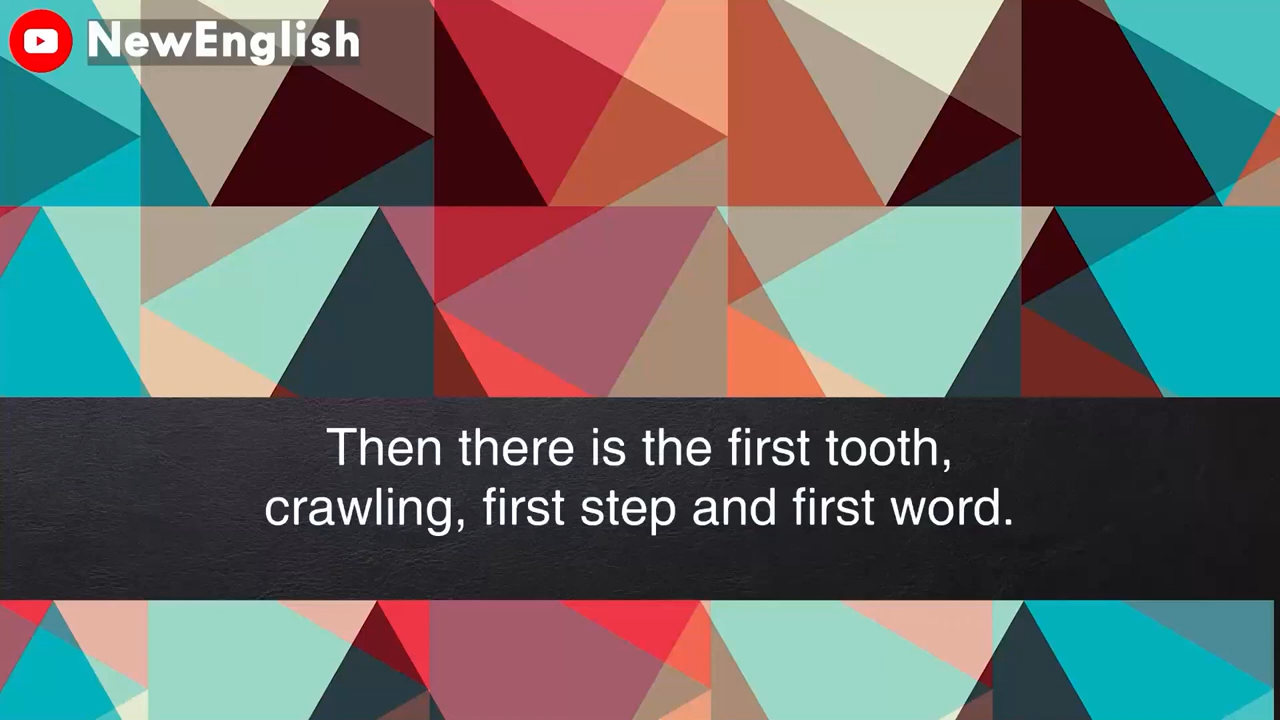 NewEnglish
Then there is the first tooth,
crawling, first step and first word.